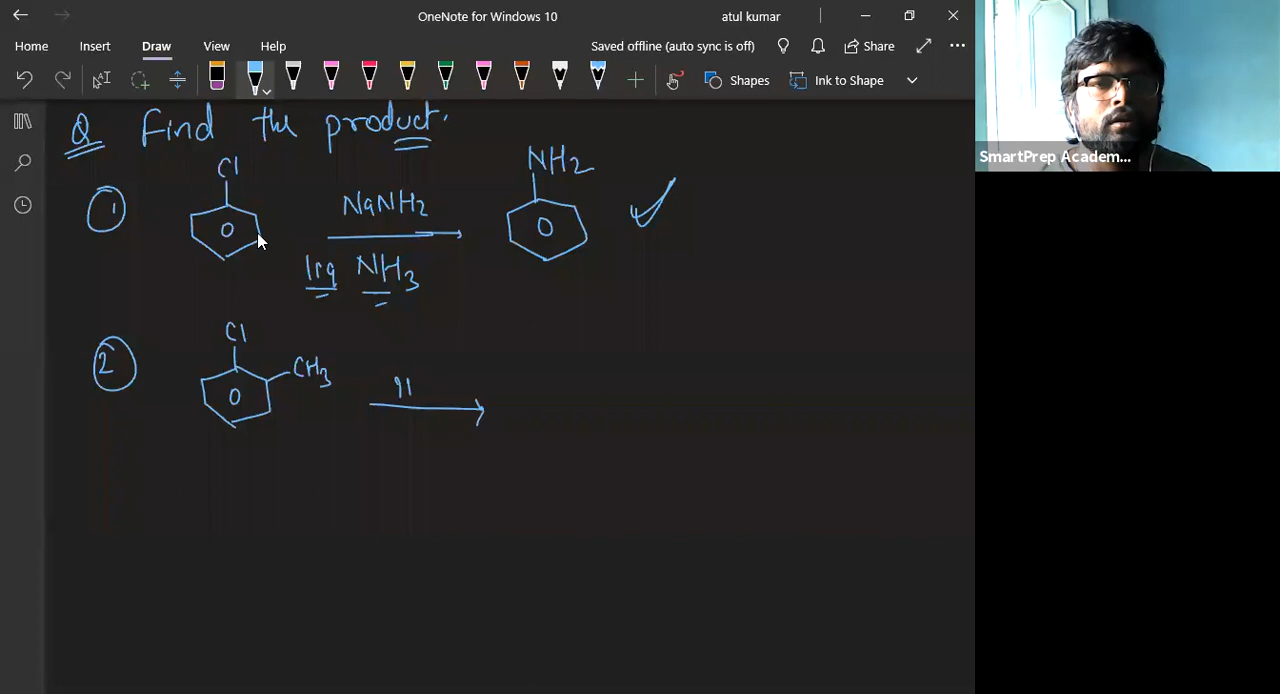 OneNote for Windows 10
atul kumar
Home Insert Draw View Help
Saved offline (auto sync is off)
Share
Shapes
Ink to Shape
SmartPrep Academ...
Q Find the product.
1
Cl
NaNH2
liq NH3
NH2
2
Cl
CH3
"